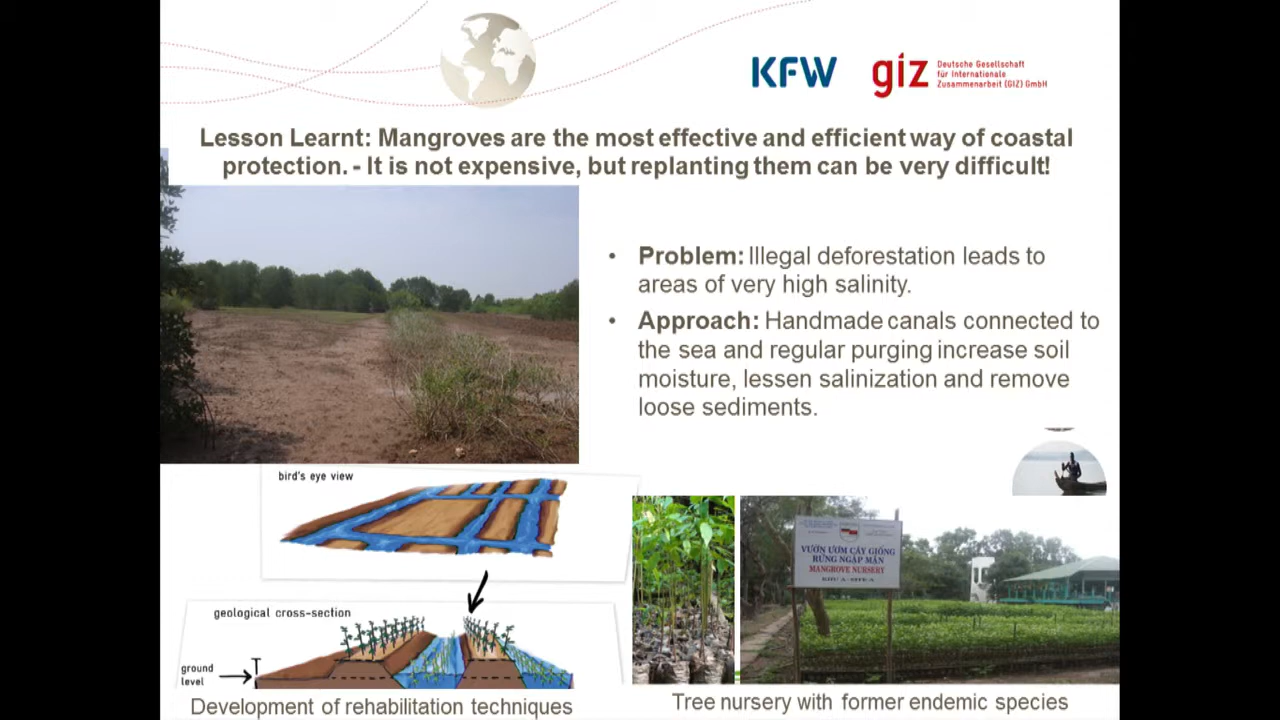 KFW
giz
Deutsche Gesellschaft
für Internationale
Zusammenarbeit (GIZ) GmbH
Lesson Learnt: Mangroves are the most effective and efficient way of coastal
protection. - It is not expensive, but replanting them can be very difficult!
• Problem: Illegal deforestation leads to
areas of very high salinity.
• Approach: Handmade canals connected to
the sea and regular purging increase soil
moisture, lessen salinization and remove
loose sediments.
bird's eye view
geological cross-section
ground
level
VƯỜN ƯƠM CÂY GIỐNG
RỪNG NGẬP MẶN
MANGROVE NURSERY
Development of rehabilitation techniques
Tree nursery with former endemic species